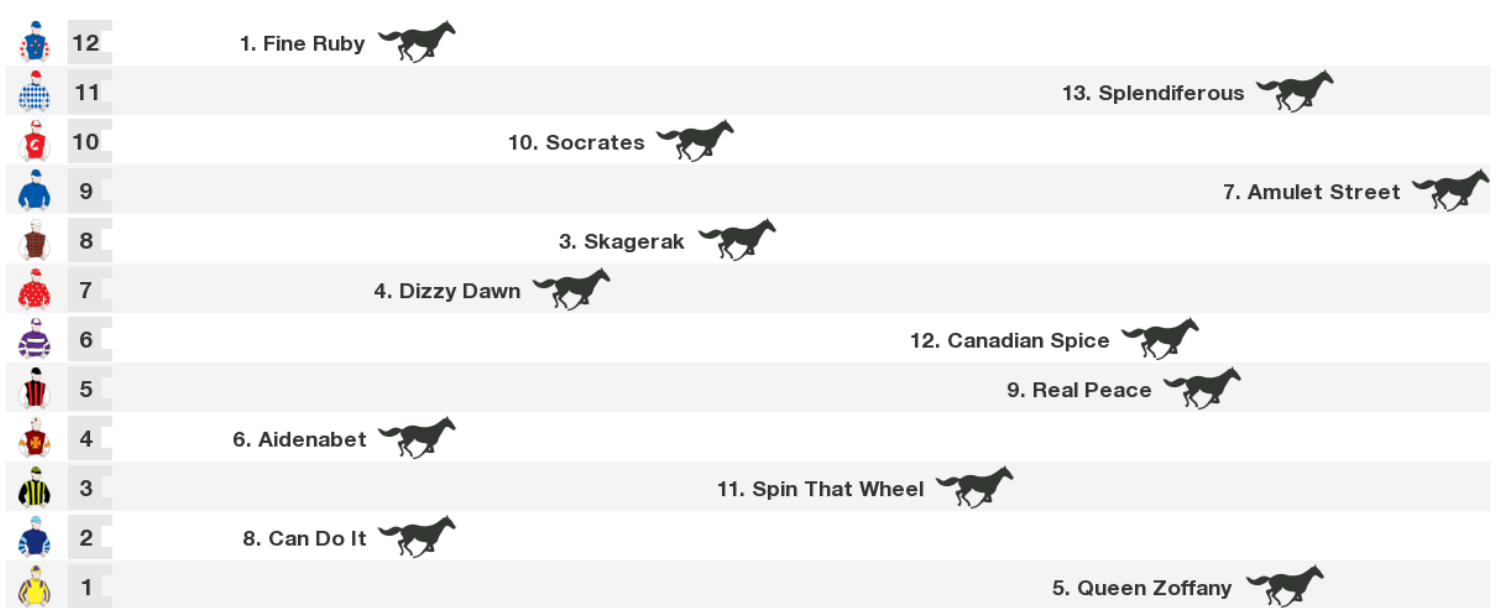 12 1. Fine Ruby
11 13. Splendiferous
10 10. Socrates
9 7. Amulet Street
8 3. Skagerak
7 4. Dizzy Dawn
6 12. Canadian Spice
5 9. Real Peace
4 6. Aidenabet
3 11. Spin That Wheel
2 8. Can Do It
1 5. Queen Zoffany